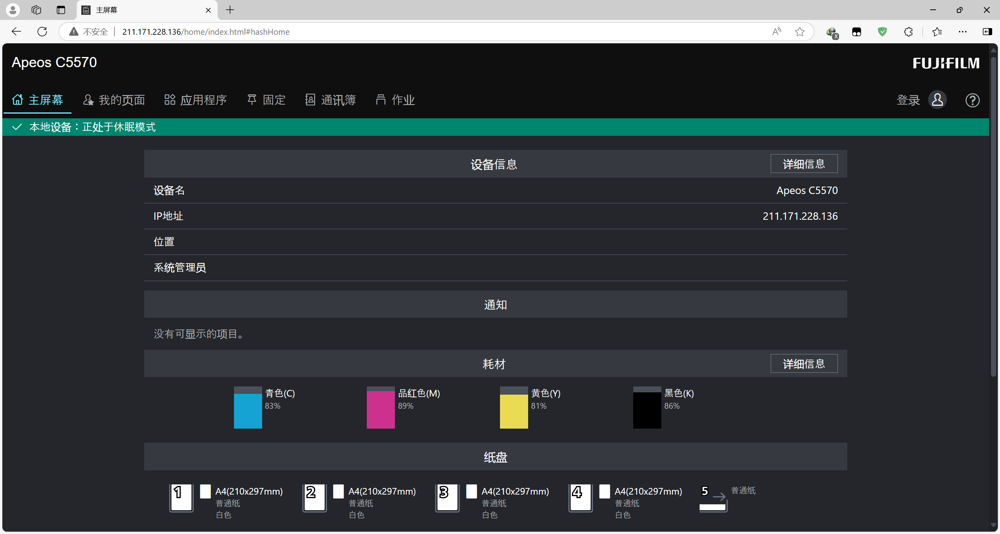 主屏幕
不安全 211.171.228.136/home/index.html#hashHome
Apeos C5570
FUJIFILM
主屏幕 我的页面 应用程序 固定 通讯簿 作业 登录
本地设备：正处于休眠模式
设备信息 详细信息
设备名 Apeos C5570
IP地址 211.171.228.136
位置
系统管理员
通知
没有可显示的项目。
耗材 详细信息
青色(C) 品红色(M) 黄色(Y) 黑色(K)
83% 89% 81% 86%
纸盘
1 A4(210x297mm) 2 A4(210x297mm) 3 A4(210x297mm) 4 A4(210x297mm) 5 普通纸
普通纸 普通纸 普通纸 普通纸
白色 白色 白色 白色